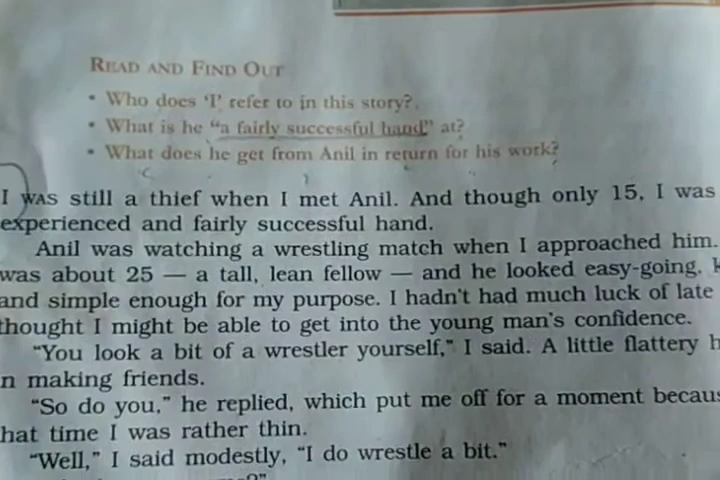 READ AND FIND OUT
• Who does 'I' refer to in this story?
• What is he "a fairly successful hand" at?
• What does he get from Anil in return for his work?
I WAS still a thief when I met Anil. And though only 15, I was
experienced and fairly successful hand.
Anil was watching a wrestling match when I approached him.
was about 25 — a tall, lean fellow — and he looked easy-going,
and simple enough for my purpose. I hadn't had much luck of late
thought I might be able to get into the young man's confidence.
"You look a bit of a wrestler yourself," I said. A little flattery
n making friends.
"So do you," he replied, which put me off for a moment becaus
hat time I was rather thin.
"Well," I said modestly, "I do wrestle a bit."